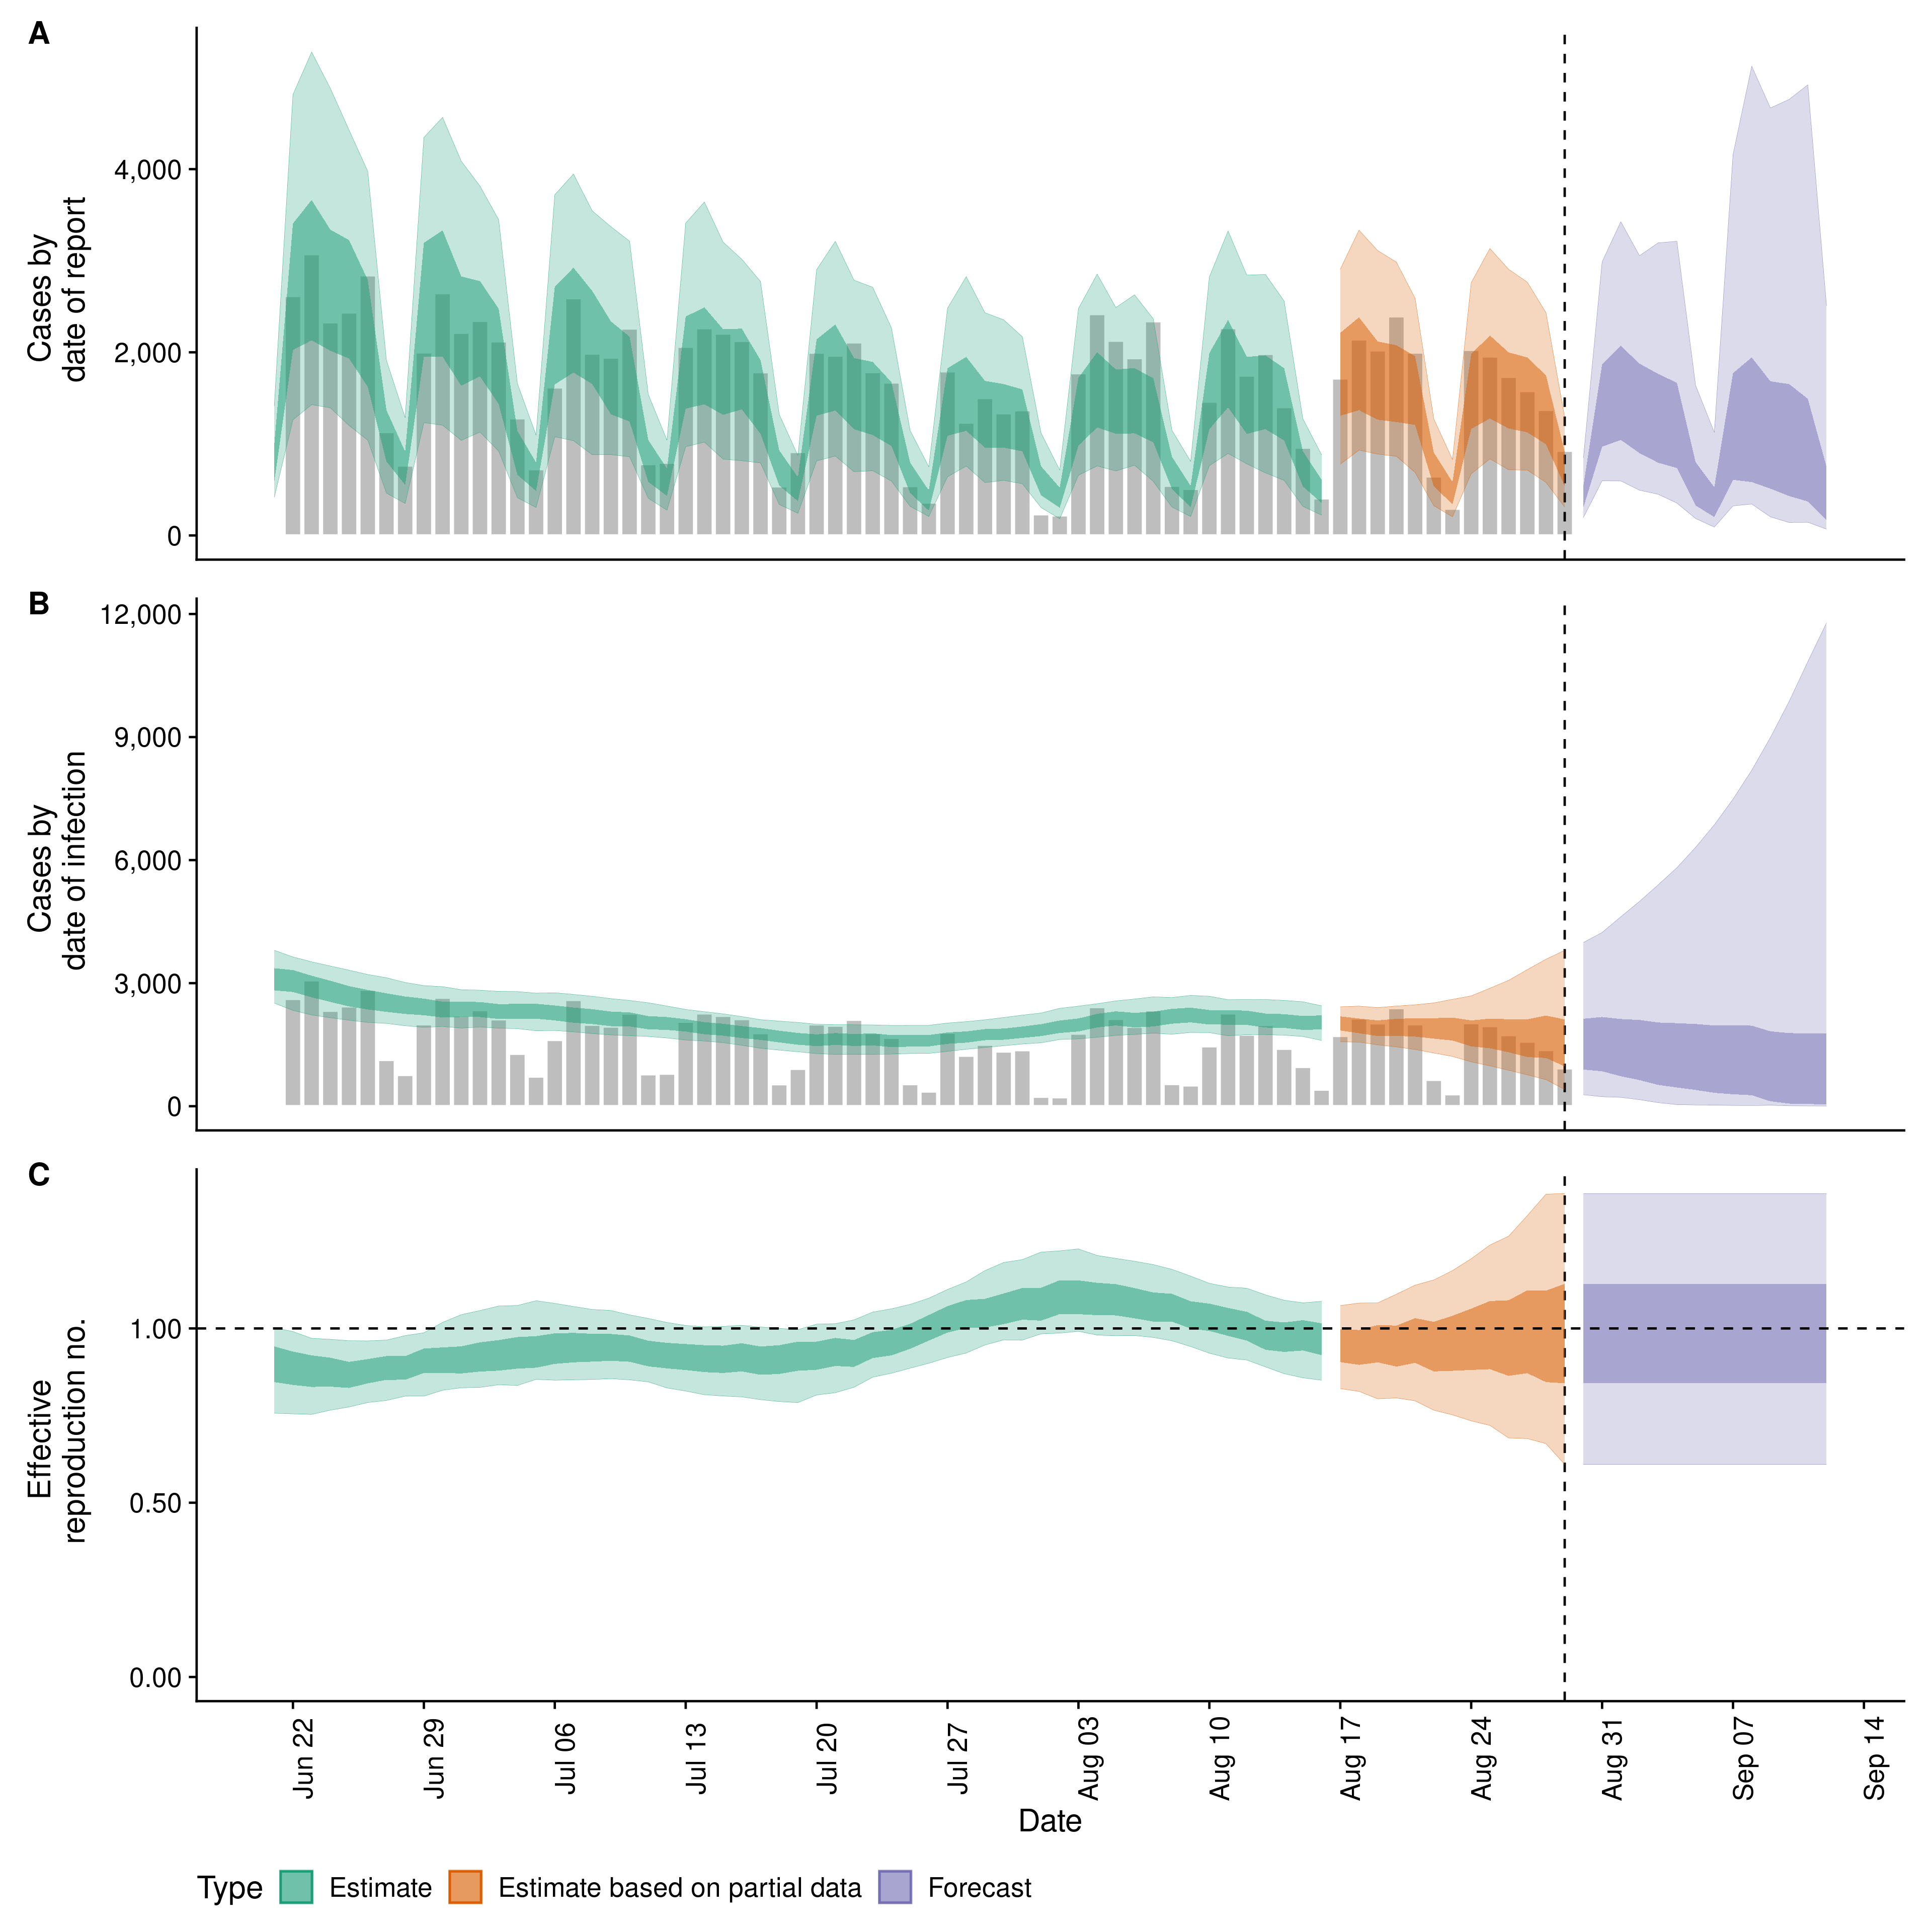 A
Cases by
date of report
4,000
2,000
0
B
Cases by
date of infection
12,000
9,000
6,000
3,000
0
C
Effective
reproduction no.
1.00
0.50
0.00
Jun 22
Jun 29
Jul 06
Jul 13
Jul 20
Jul 27
Aug 03
Aug 10
Aug 17
Aug 24
Aug 31
Sep 07
Sep 14
Date
Type Estimate Estimate based on partial data Forecast